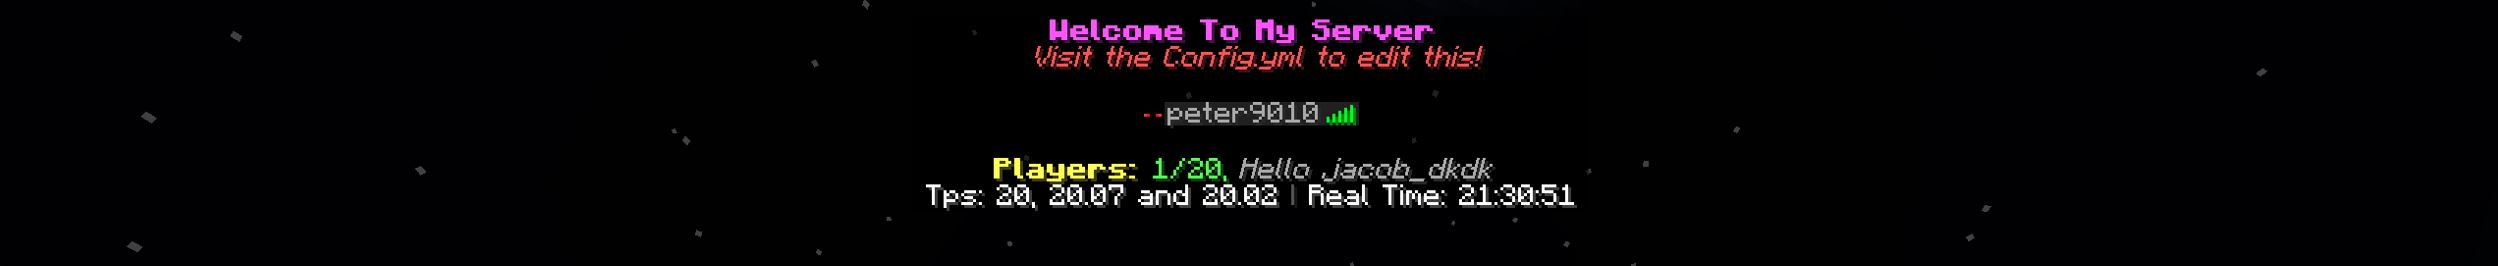 Welcome To My Server
Visit the Config.yml to edit this!
--peter9010
Players: 1/20, Hello jacob_dkdk
Tps: 20, 20.07 and 20.02 | Real Time: 21:30:51